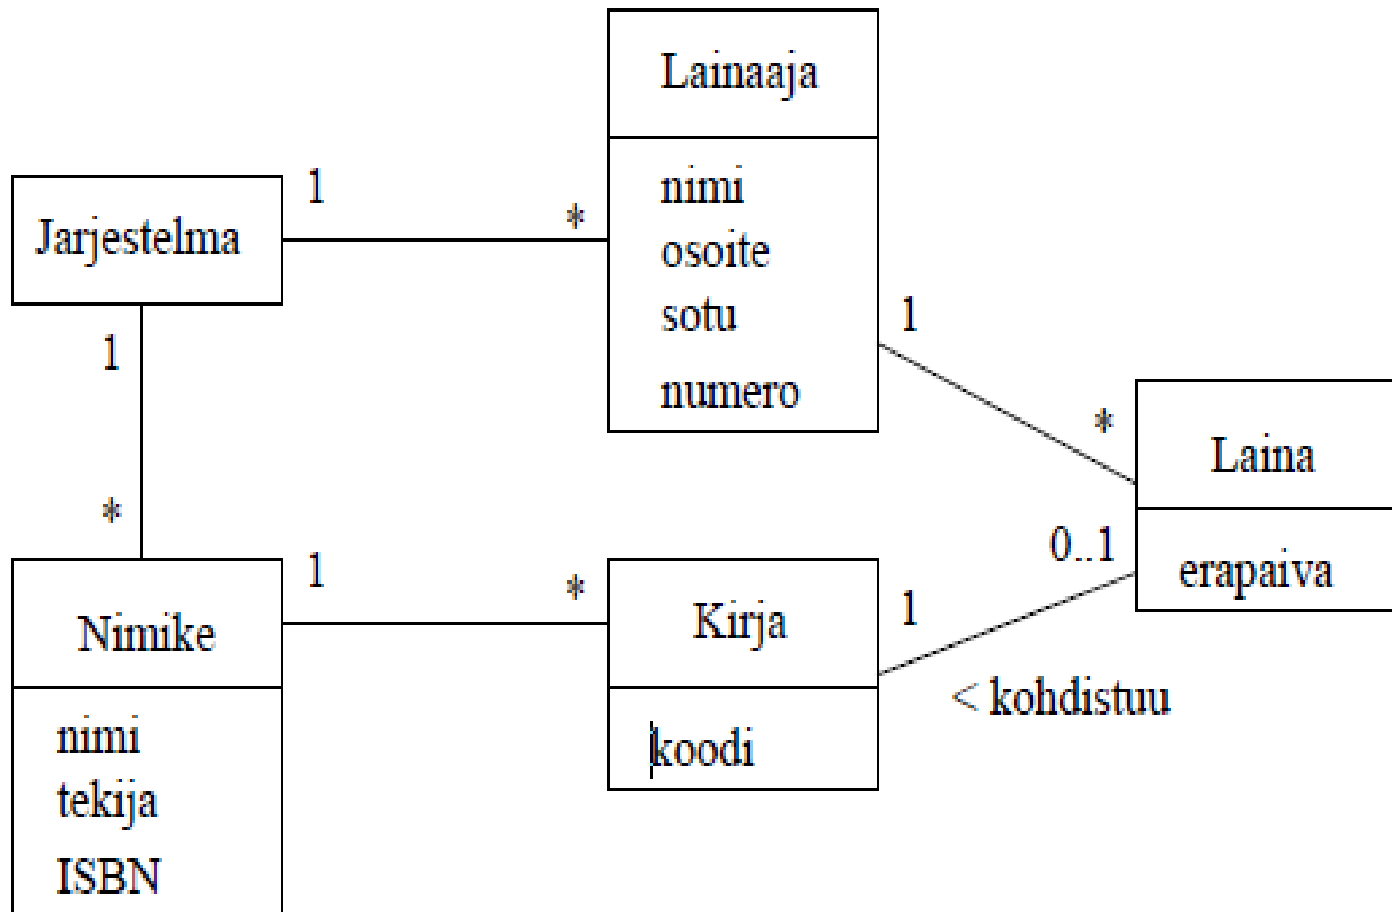 Lainaaja
nimi
osoite
sotu
numero
1
*
Jarjestelma
1
*
1
*
Laina
erapaiva
0..1
1
< kohdistuu
Kirja
koodi
1
*
Nimike
nimi
tekija
ISBN